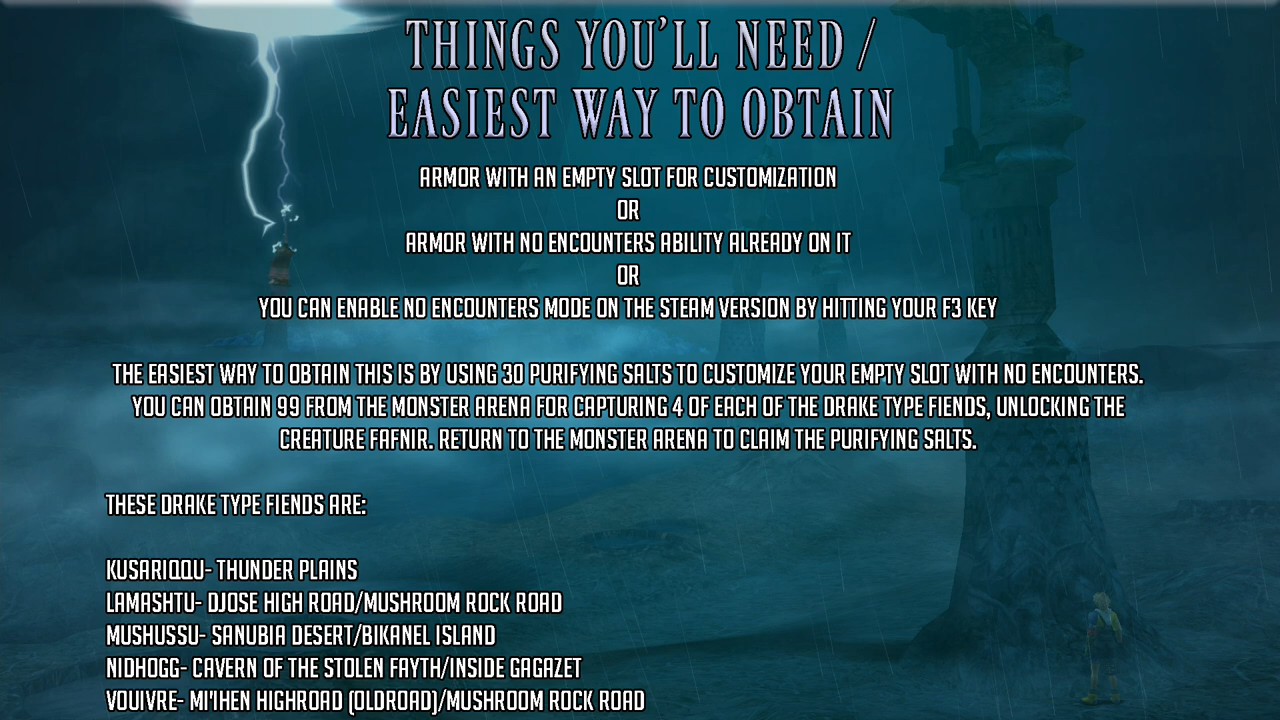 THINGS YOU'LL NEED /
EASIEST WAY TO OBTAIN
ARMOR WITH AN EMPTY SLOT FOR CUSTOMIZATION
OR
ARMOR WITH NO ENCOUNTERS ABILITY ALREADY ON IT
OR
YOU CAN ENABLE NO ENCOUNTERS MODE ON THE STEAM VERSION BY HITTING YOUR F3 KEY
THE EASIEST WAY TO OBTAIN THIS IS BY USING 30 PURIFYING SALTS TO CUSTOMIZE YOUR EMPTY SLOT WITH NO ENCOUNTERS.
YOU CAN OBTAIN 99 FROM THE MONSTER ARENA FOR CAPTURING 4 OF EACH OF THE DRAKE TYPE FIENDS, UNLOCKING THE
CREATURE FAFNIR. RETURN TO THE MONSTER ARENA TO CLAIM THE PURIFYING SALTS.
THESE DRAKE TYPE FIENDS ARE:
KUSARIQQU- THUNDER PLAINS
LAMASHTU- DJOSE HIGH ROAD/MUSHROOM ROCK ROAD
MUSHUSSU- SANUBIA DESERT/BIKANEL ISLAND
NIDHOGG- CAVERN OF THE STOLEN FAYTH/INSIDE GAGAZET
VOUIVRE- MI'IHEN HIGHROAD (OLDROAD)/MUSHROOM ROCK ROAD